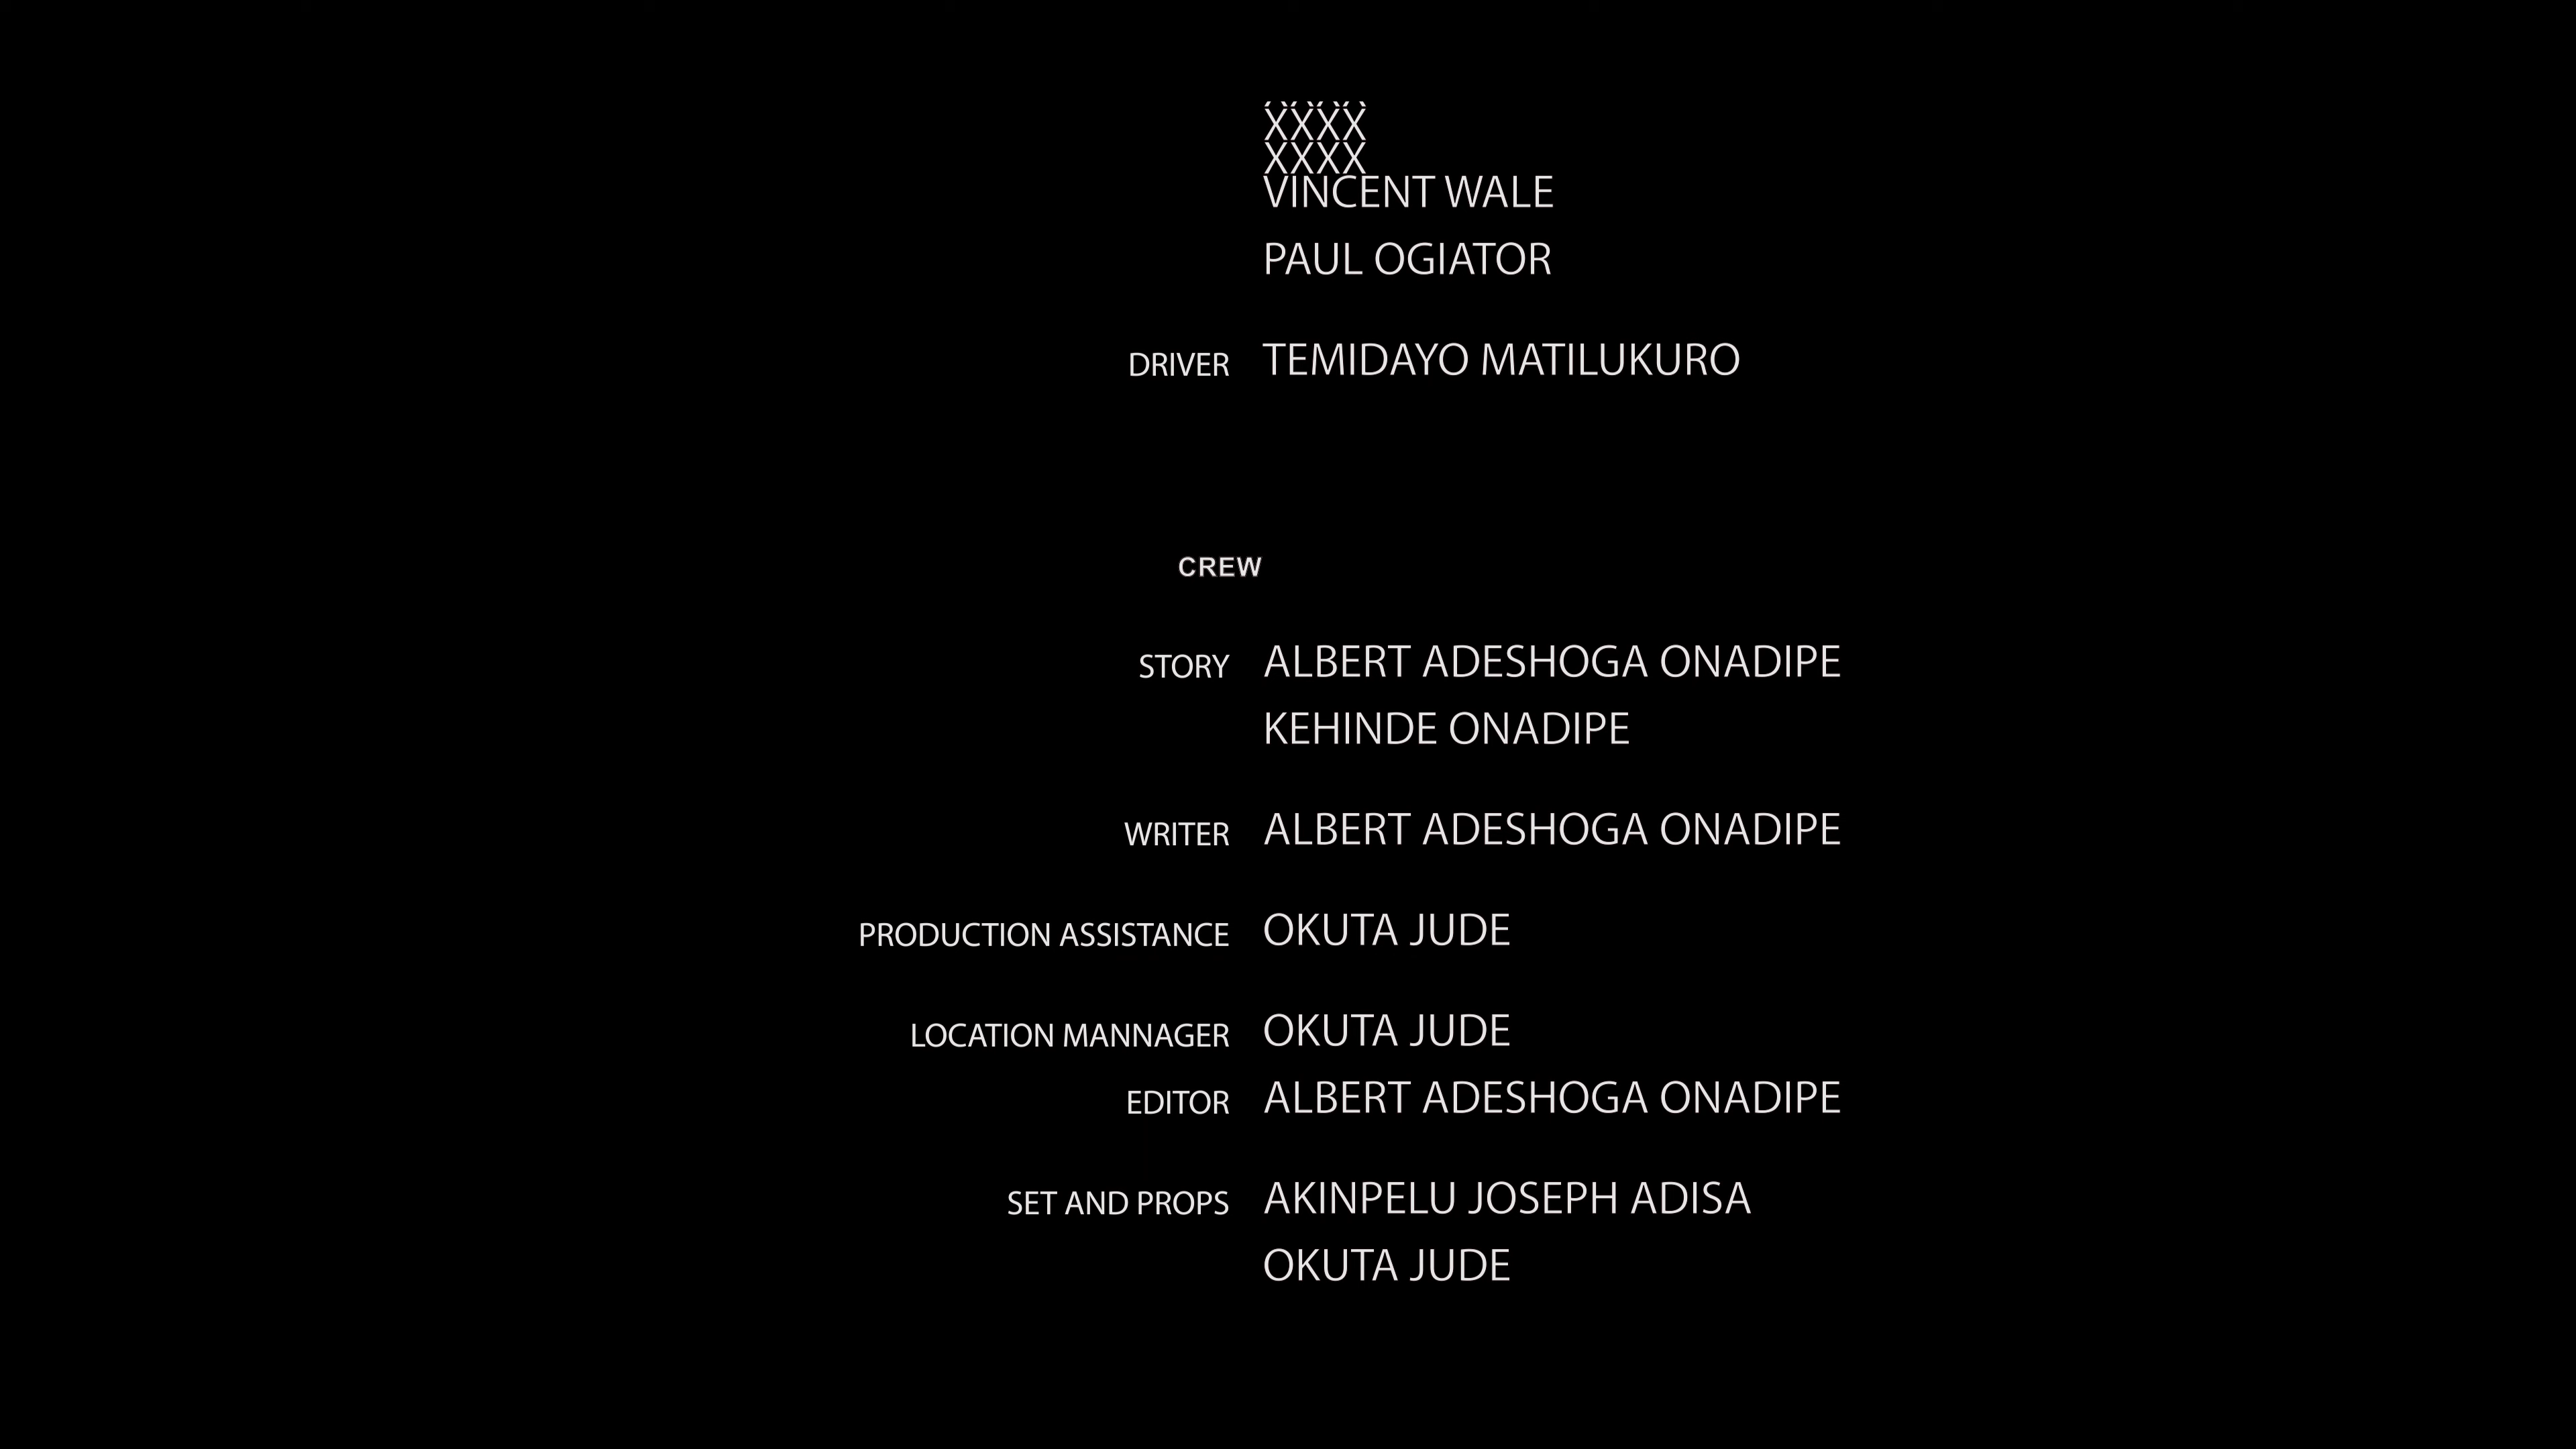 XXXX
XXXX
VINCENT WALE
PAUL OGIATOR
DRIVER TEMIDAYO MATILUKURO
CREW
STORY ALBERT ADESHOGA ONADIPE
KEHINDE ONADIPE
WRITER ALBERT ADESHOGA ONADIPE
PRODUCTION ASSISTANCE OKUTA JUDE
LOCATION MANNAGER OKUTA JUDE
EDITOR ALBERT ADESHOGA ONADIPE
SET AND PROPS AKINPELU JOSEPH ADISA
OKUTA JUDE